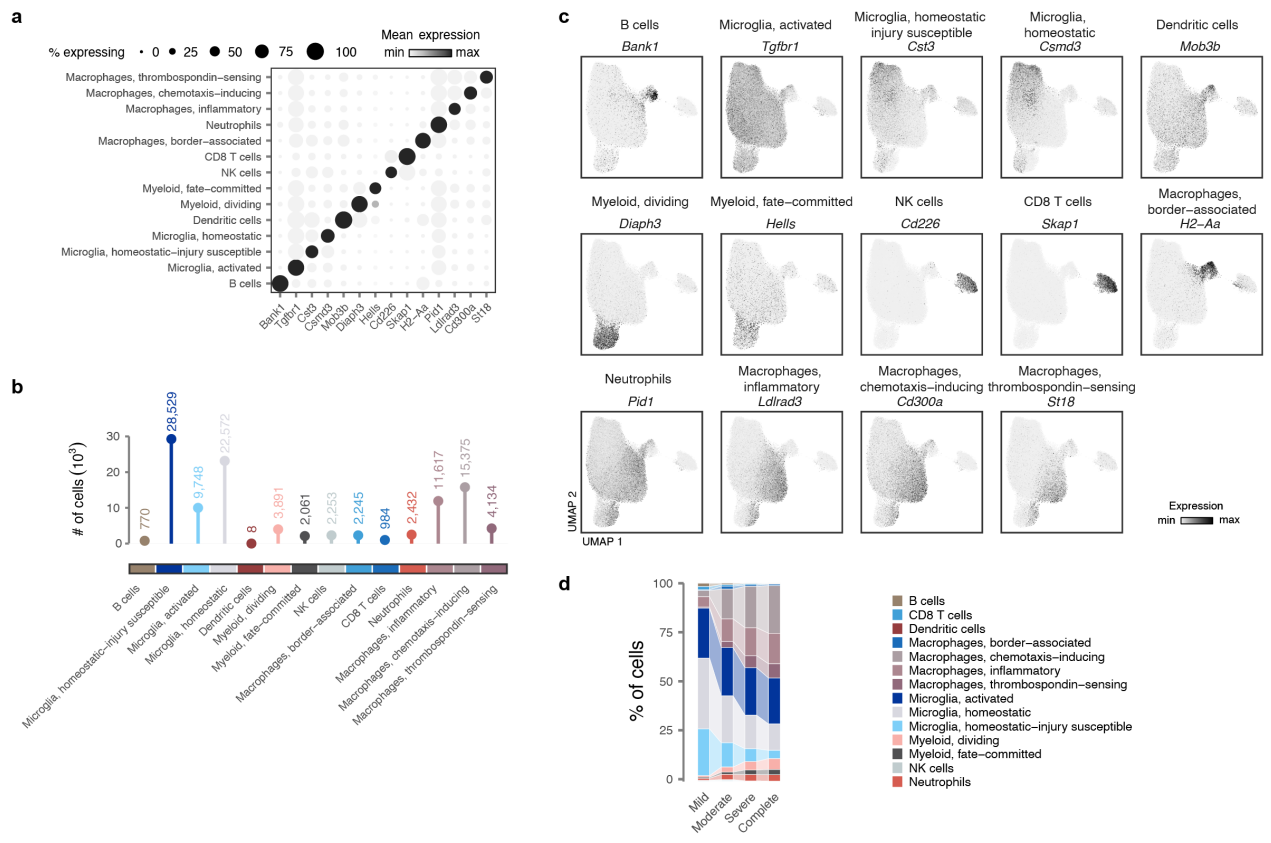 a
% expressing
0
25
50
75
100
Mean expression
min
max
Macrophages, thrombospondin−sensing
Macrophages, chemotaxis−inducing
Macrophages, inflammatory
Neutrophils
Macrophages, border−associated
CD8 T cells
NK cells
Myeloid, fate−committed
Myeloid, dividing
Dendritic cells
Microglia, homeostatic
Microglia, homeostatic−injury susceptible
Microglia, activated
B cells
Bank1
Tgfbr1
Cst3
Csmd3
Mob3b
Diaph3
Hells
Cd226
Skap1
H2−Aa
Pid1
Ldlrad3
Cd300a
St18
b
# of cells (10³)
30
20
10
0
770
28,529
9,748
22,572
8
3,891
2,061
2,253
2,245
984
2,432
11,617
15,375
4,134
B cells
Microglia, homeostatic−injury susceptible
Microglia, activated
Microglia, homeostatic
Dendritic cells
Myeloid, dividing
Myeloid, fate−committed
NK cells
Macrophages, border−associated
CD8 T cells
Neutrophils
Macrophages, inflammatory
Macrophages, chemotaxis−inducing
Macrophages, thrombospondin−sensing
c
B cells
Bank1
Microglia, activated
Tgfbr1
Microglia, homeostatic
injury susceptible
Cst3
Microglia,
homeostatic
Csmd3
Dendritic cells
Mob3b
Myeloid, dividing
Diaph3
Myeloid, fate−committed
Hells
NK cells
Cd226
CD8 T cells
Skap1
Macrophages,
border−associated
H2−Aa
Neutrophils
Pid1
Macrophages,
inflammatory
Ldlrad3
Macrophages,
chemotaxis−inducing
Cd300a
Macrophages,
thrombospondin−sensing
St18
UMAP 2
UMAP 1
Expression
min
max
d
% of cells
100
75
50
25
0
Mild
Moderate
Severe
Complete
B cells
CD8 T cells
Dendritic cells
Macrophages, border−associated
Macrophages, chemotaxis−inducing
Macrophages, inflammatory
Macrophages, thrombospondin−sensing
Microglia, activated
Microglia, homeostatic
Microglia, homeostatic−injury susceptible
Myeloid, dividing
Myeloid, fate−committed
NK cells
Neutrophils